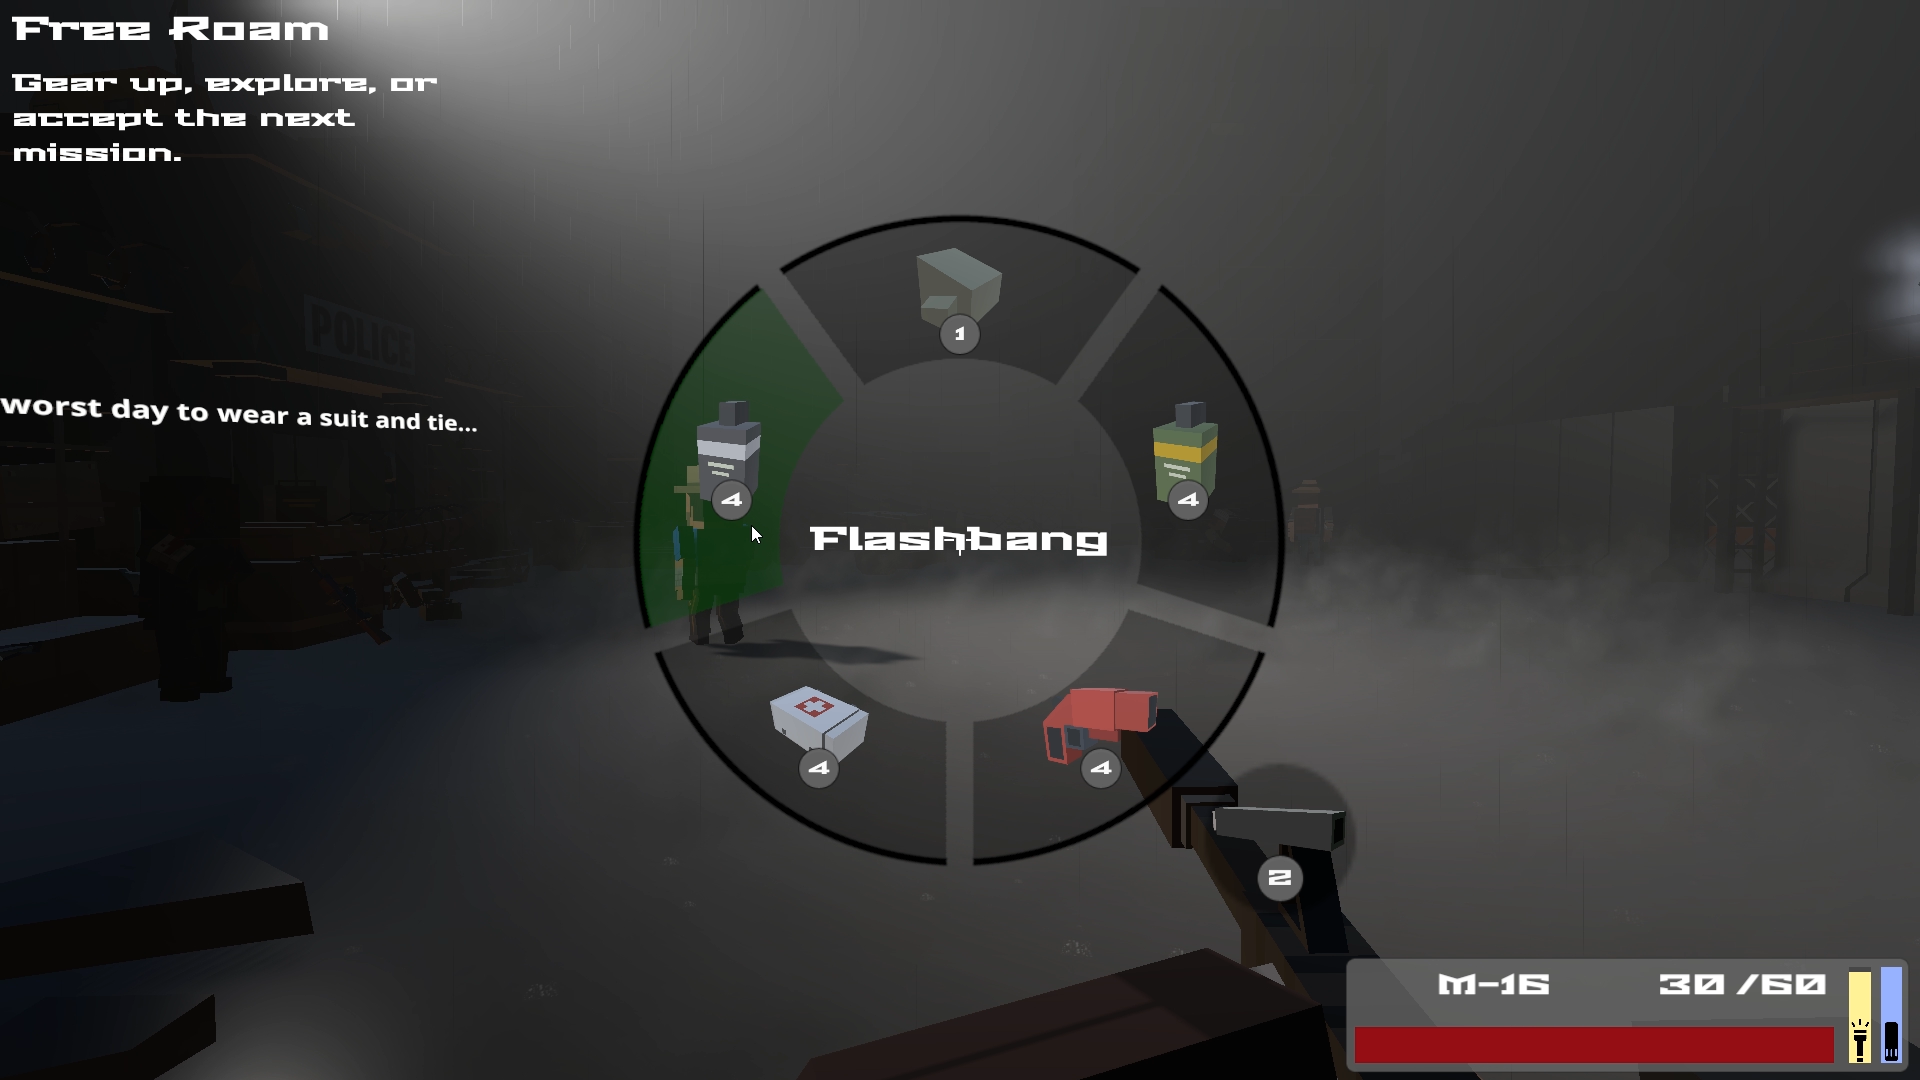 Free Roam
Gear up, explore, or
accept the next
mission.
POLICE
worst day to wear a suit and tie...
1
4
4
Flashbang
4
4
2
M-16
30 /60